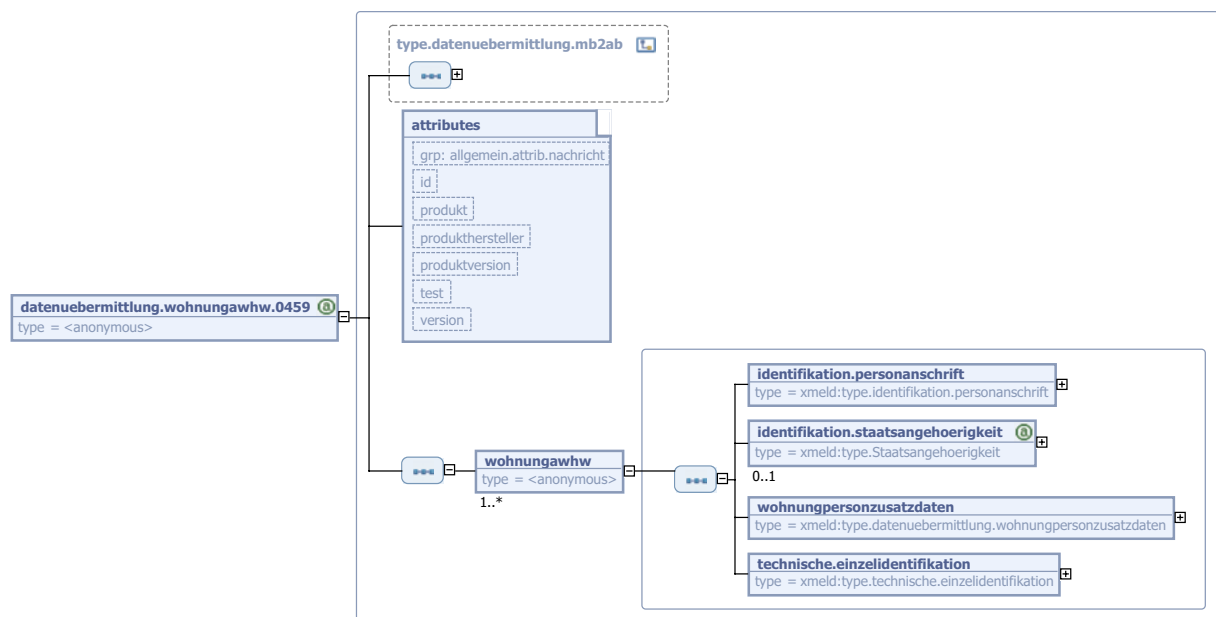 type.datenuebermittlung.mb2ab
attributes
grp: allgemein.attrib.nachricht
id
produkt
produkthersteller
produktversion
test
version
datenuebermittlung.wohnungawhw.0459 @
type = <anonymous>
wohnungawhw
type = <anonymous>
1..*
identifikation.personanschrift
type = xmeld:type.identifikation.personanschrift
identifikation.staatsangehoerigkeit @
type = xmeld:type.Staatsangehoerigkeit
0..1
wohnungpersonzusatzdaten
type = xmeld:type.datenuebermittlung.wohnungpersonzusatzdaten
technische.einzelidentifikation
type = xmeld:type.technische.einzelidentifikation